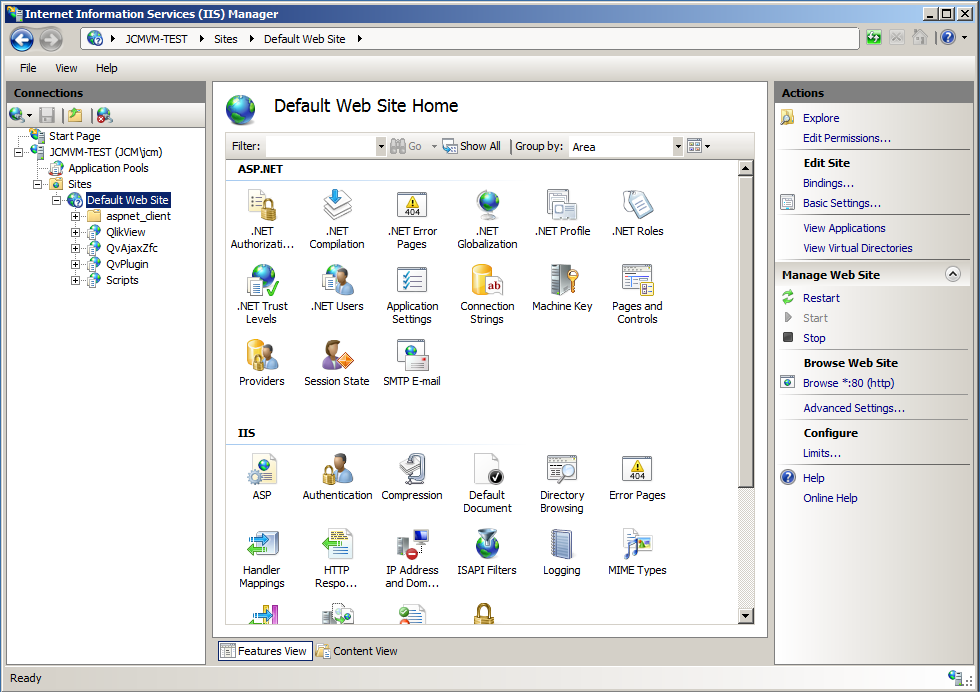 Internet Information Services (IIS) Manager
JCMVM-TEST Sites Default Web Site
File View Help
Connections
Start Page
JCMVM-TEST (JCM\jcm)
Application Pools
Sites
Default Web Site
aspnet_client
QlikView
QvAjaxZfc
QvPlugin
Scripts
Default Web Site Home
Filter: Go Show All Group by: Area
ASP.NET
.NET Authorizati...
.NET Compilation
.NET Error Pages
.NET Globalization
.NET Profile
.NET Roles
.NET Trust Levels
.NET Users
Application Settings
Connection Strings
Machine Key
Pages and Controls
Providers
Session State
SMTP E-mail
IIS
ASP
Authentication
Compression
Default Document
Directory Browsing
Error Pages
Handler Mappings
HTTP Respo...
IP Address and Dom...
ISAPI Filters
Logging
MIME Types
Features View
Content View
Actions
Explore
Edit Permissions...
Edit Site
Bindings...
Basic Settings...
View Applications
View Virtual Directories
Manage Web Site
Restart
Start
Stop
Browse Web Site
Browse *:80 (http)
Advanced Settings...
Configure
Limits...
Help
Online Help
Ready